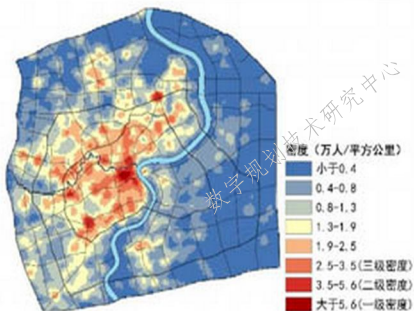 密度（万人/平方公里）
小于0.4
0.4-0.8
0.8-1.3
1.3-1.9
1.9-2.5
2.5-3.5(三级密度)
3.5-5.6(二级密度)
大于5.6(一级密度)
数字规划技术研究中心